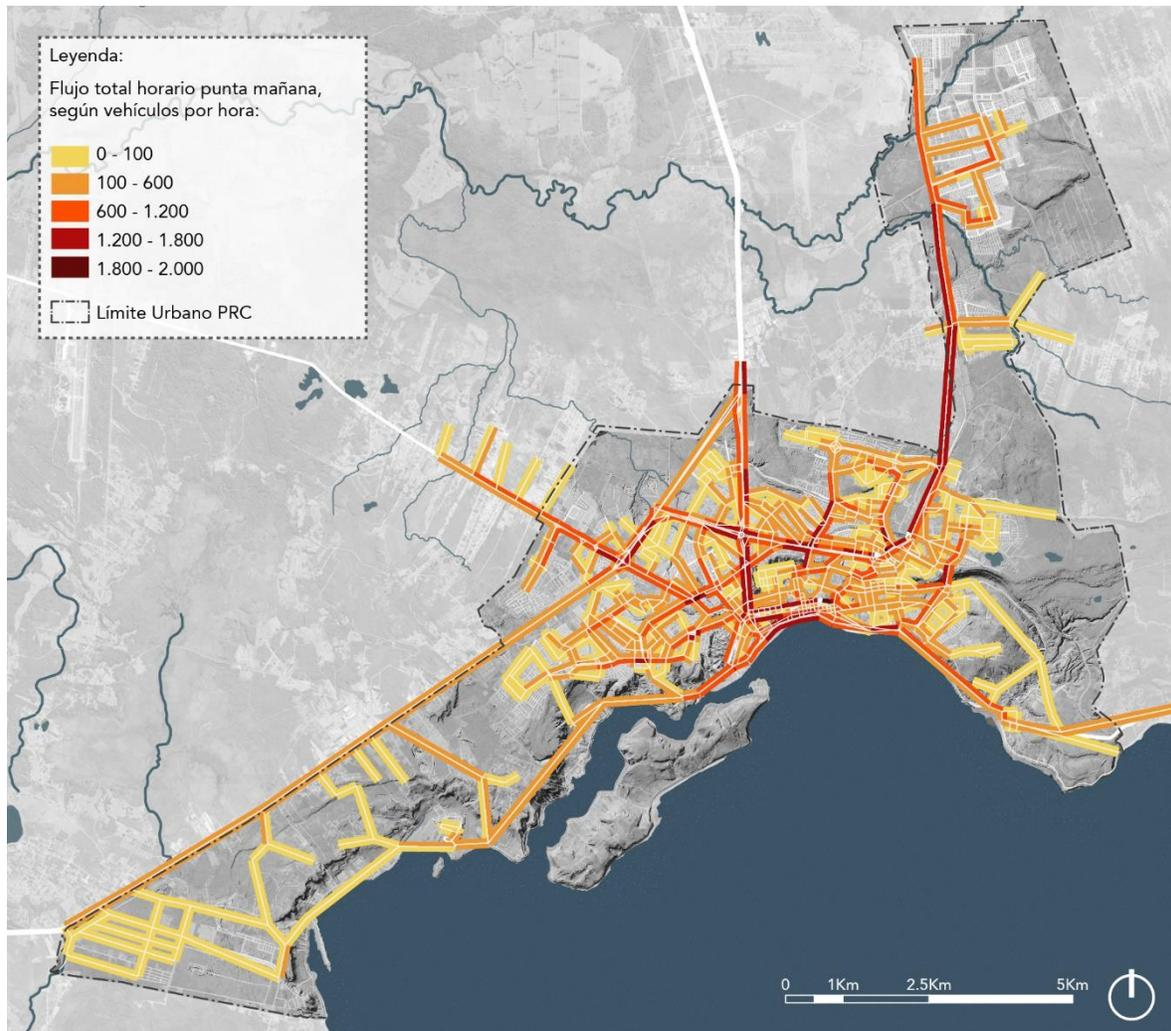 Leyenda:
Flujo total horario punta mañana,
según vehículos por hora:
0 - 100
100 - 600
600 - 1.200
1.200 - 1.800
1.800 - 2.000
Límite Urbano PRC
0 1Km 2.5Km 5Km